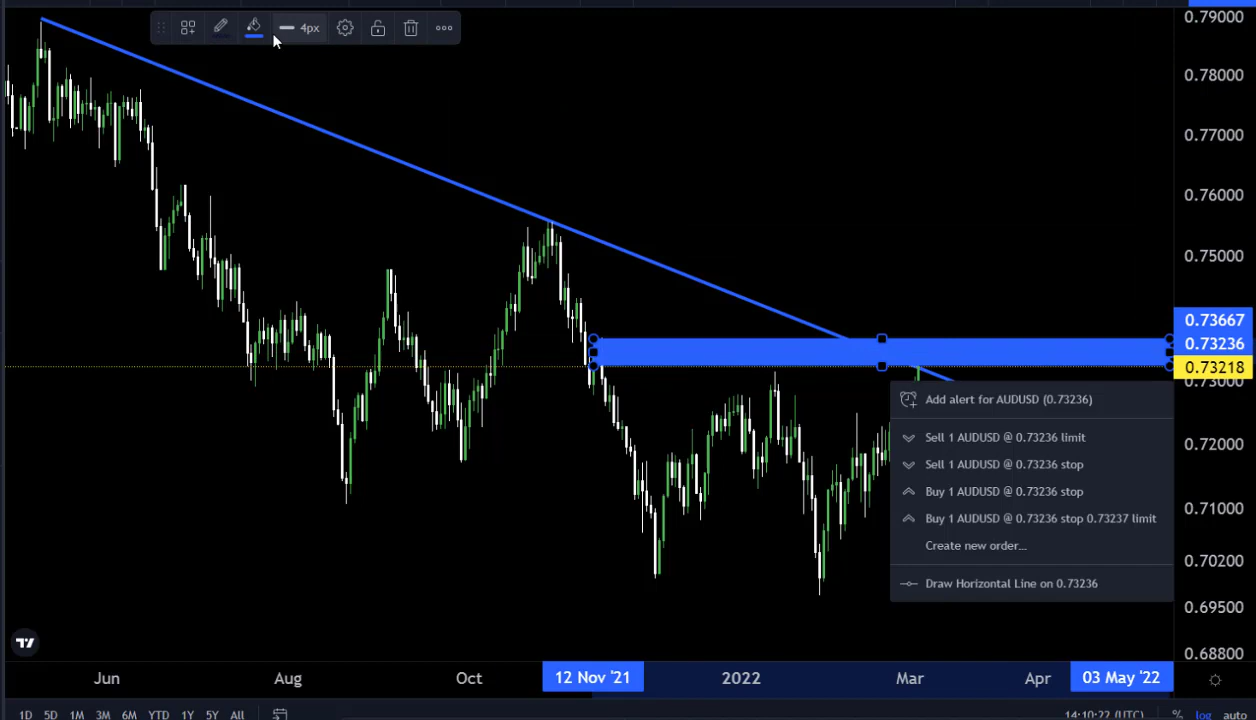 4px
0.79000
0.78000
0.77000
0.76000
0.75000
0.73667
0.73236
0.73218
0.73000
0.72000
0.71000
0.70200
0.69500
0.68800
Add alert for AUDUSD (0.73236)
Sell 1 AUDUSD @ 0.73236 limit
Sell 1 AUDUSD @ 0.73236 stop
Buy 1 AUDUSD @ 0.73236 stop
Buy 1 AUDUSD @ 0.73236 stop 0.73237 limit
Create new order...
Draw Horizontal Line on 0.73236
Jun Aug Oct 12 Nov '21 2022 Mar Apr 03 May '22
1D 5D 1M 3M 6M YTD 1Y 5Y All 14:10:22 (UTC) % log auto